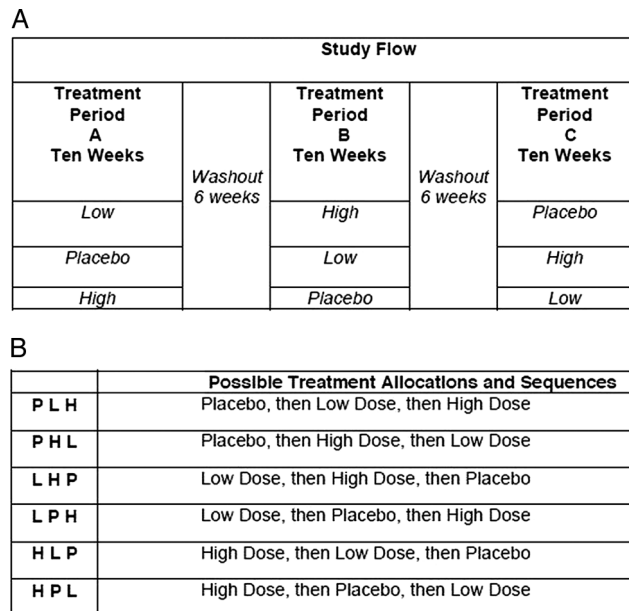 A
Study Flow
Treatment
Period
A
Ten Weeks
Washout
6 weeks
Treatment
Period
B
Ten Weeks
Washout
6 weeks
Treatment
Period
C
Ten Weeks
Low
High
Placebo
Placebo
Low
High
High
Placebo
Low
B
Possible Treatment Allocations and Sequences
P L H
Placebo, then Low Dose, then High Dose
P H L
Placebo, then High Dose, then Low Dose
L H P
Low Dose, then High Dose, then Placebo
L P H
Low Dose, then Placebo, then High Dose
H L P
High Dose, then Low Dose, then Placebo
H P L
High Dose, then Placebo, then Low Dose